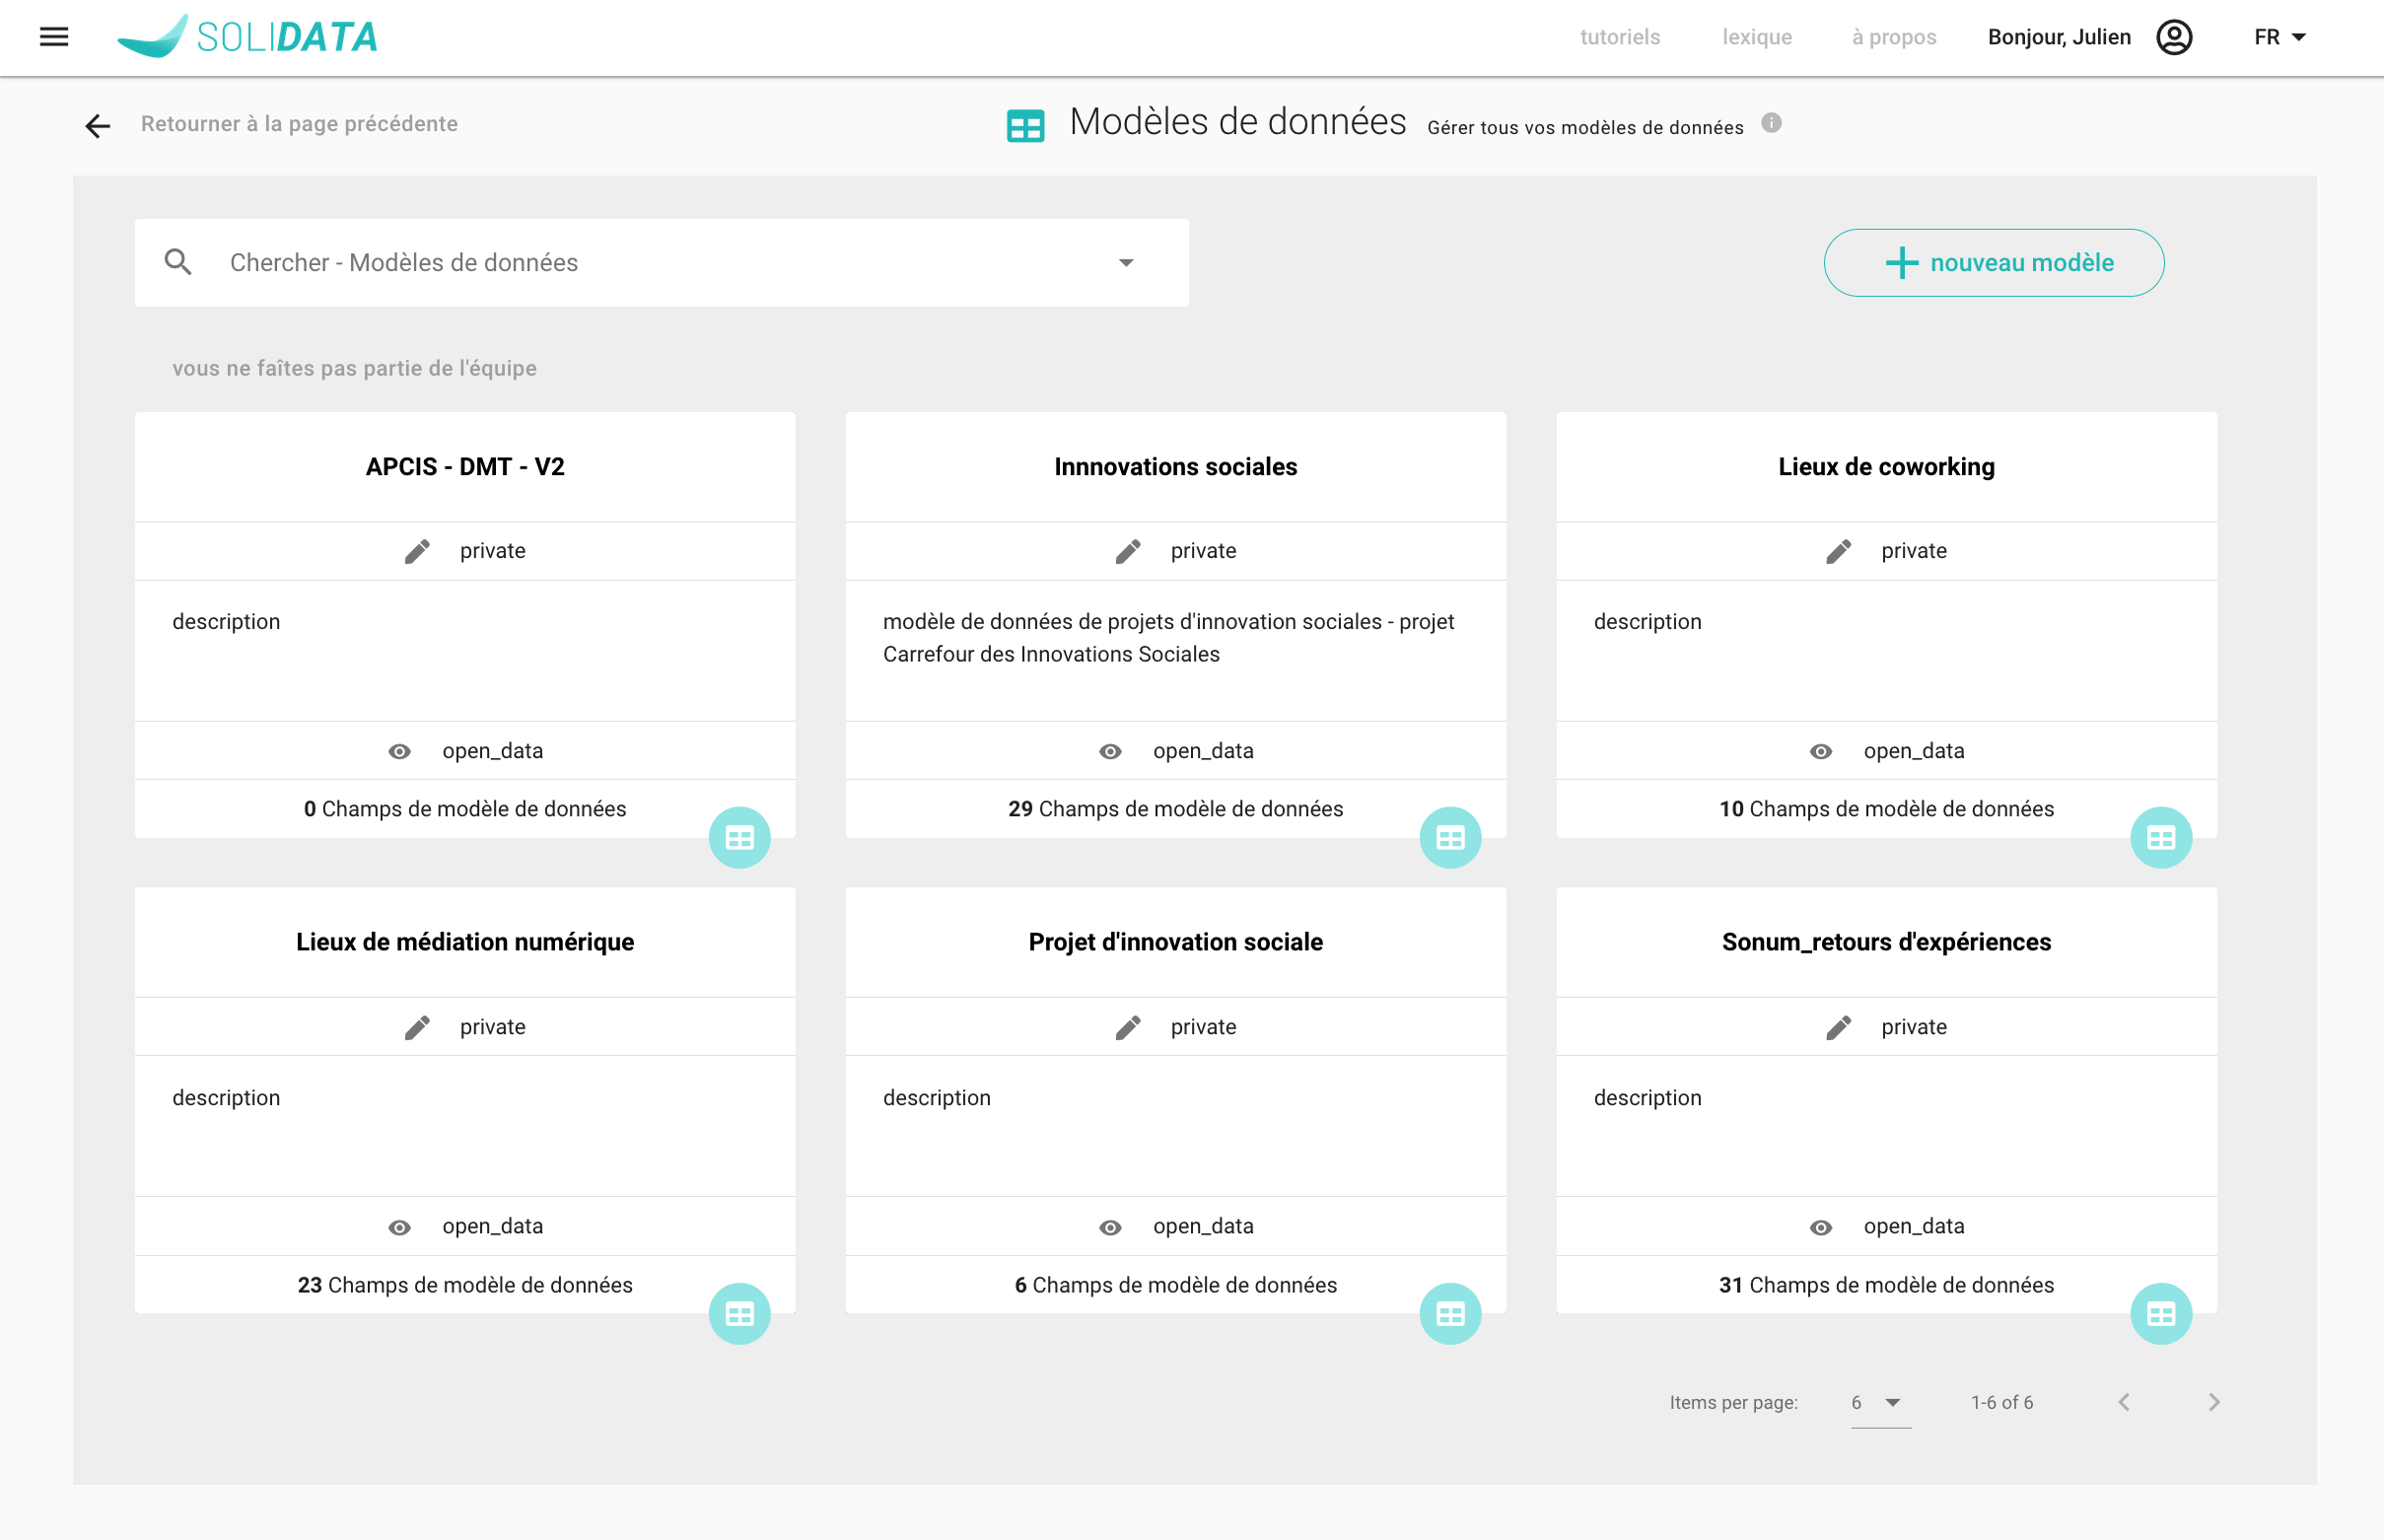 SOLIDATA
tutoriels lexique à propos Bonjour, Julien FR
Retourner à la page précédente
Modèles de données Gérer tous vos modèles de données
Chercher - Modèles de données
nouveau modèle
vous ne faîtes pas partie de l'équipe
APCIS - DMT - V2
private
description
open_data
0 Champs de modèle de données
Innnovations sociales
private
modèle de données de projets d'innovation sociales - projet
Carrefour des Innovations Sociales
open_data
29 Champs de modèle de données
Lieux de coworking
private
description
open_data
10 Champs de modèle de données
Lieux de médiation numérique
private
description
open_data
23 Champs de modèle de données
Projet d'innovation sociale
private
description
open_data
6 Champs de modèle de données
Sonum_retours d'expériences
private
description
open_data
31 Champs de modèle de données
Items per page: 6 1-6 of 6